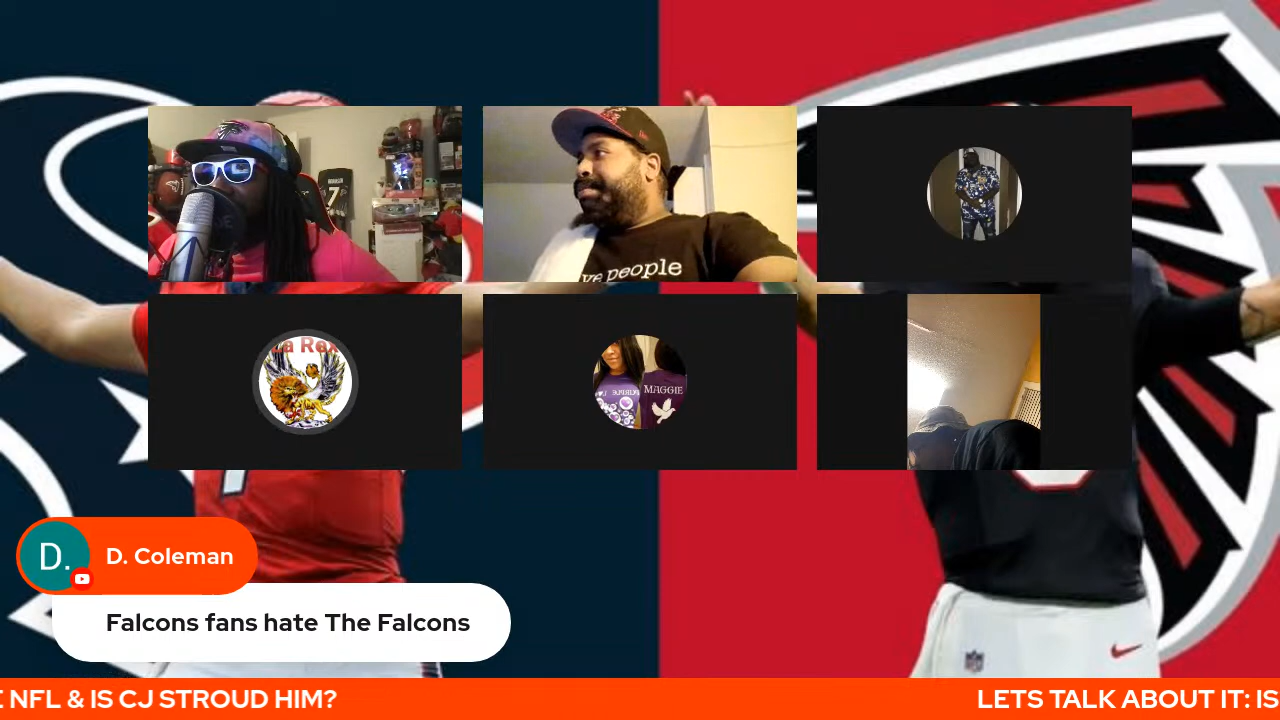 ve people
a Rex
MAGGIE
D.
D. Coleman
Falcons fans hate The Falcons
E NFL & IS CJ STROUD HIM?
LETS TALK ABOUT IT: IS